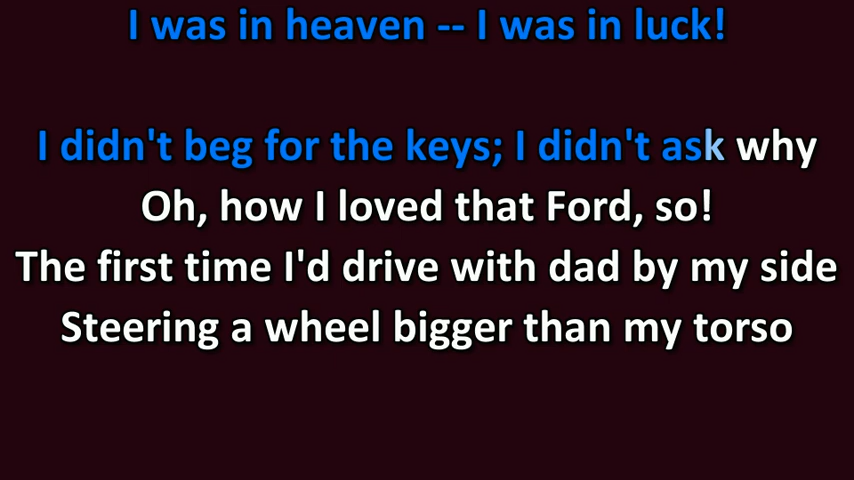 I was in heaven -- I was in luck!
I didn't beg for the keys; I didn't ask why
Oh, how I loved that Ford, so!
The first time I'd drive with dad by my side
Steering a wheel bigger than my torso